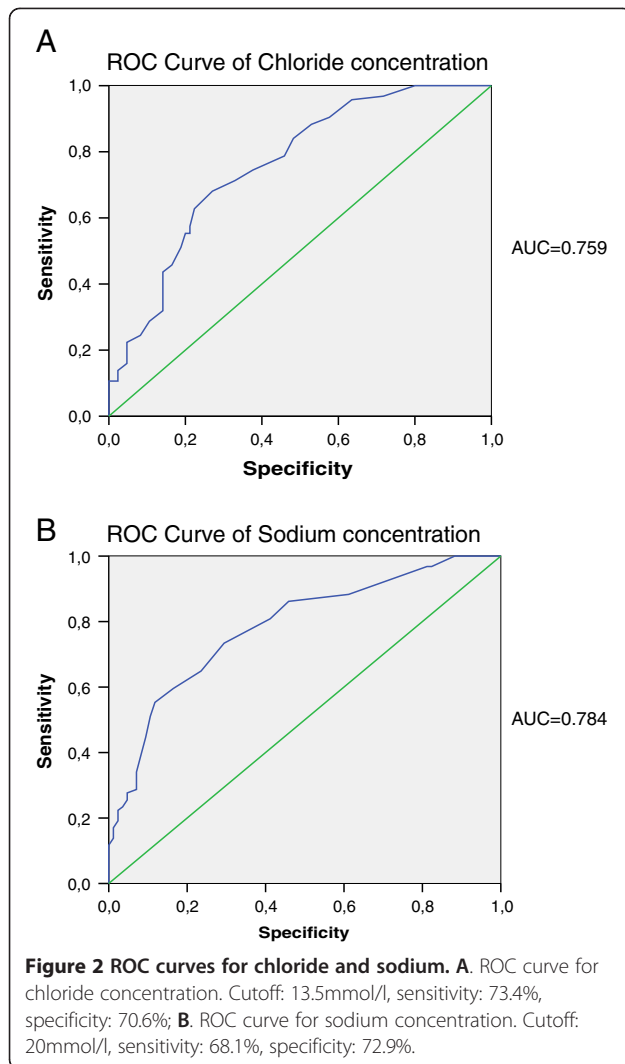 A
ROC Curve of Chloride concentration
1,0
0,8
0,6
0,4
0,2
0,0
Sensitivity
0,0 0,2 0,4 0,6 0,8 1,0
Specificity
AUC=0.759
B
ROC Curve of Sodium concentration
1,0
0,8
0,6
0,4
0,2
0,0
Sensitivity
0,0 0,2 0,4 0,6 0,8 1,0
Specificity
AUC=0.784
Figure 2 ROC curves for chloride and sodium. A. ROC curve for
chloride concentration. Cutoff: 13.5mmol/l, sensitivity: 73.4%,
specificity: 70.6%; B. ROC curve for sodium concentration. Cutoff:
20mmol/l, sensitivity: 68.1%, specificity: 72.9%.